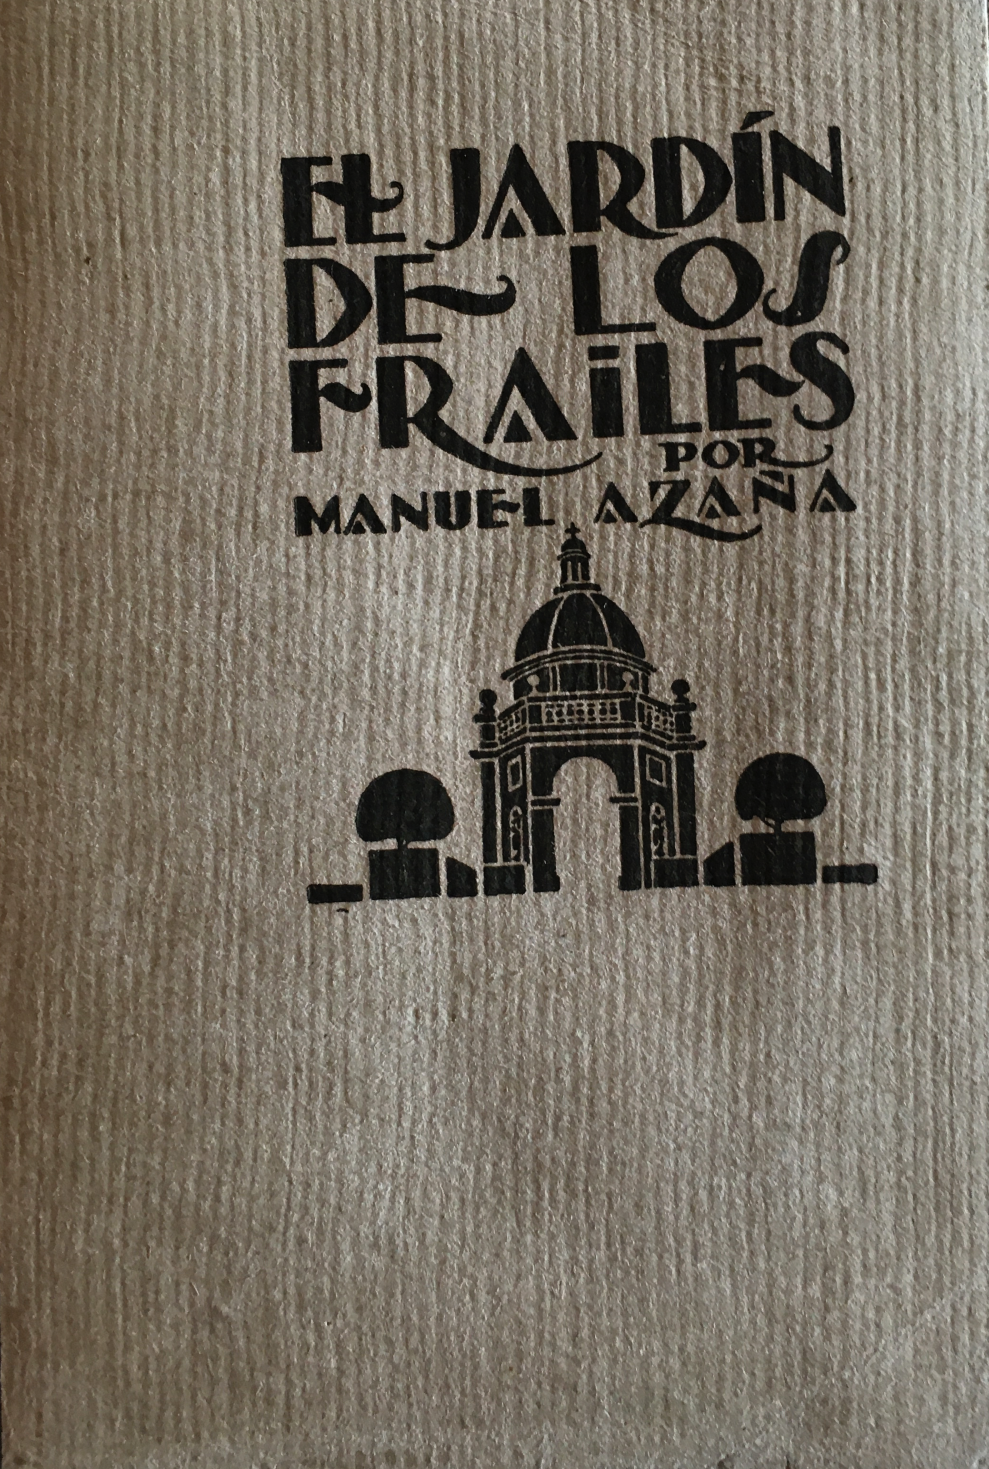 EL JARDÍN
DE LOS
FRAiLES
POR
MANUEL AZAÑA